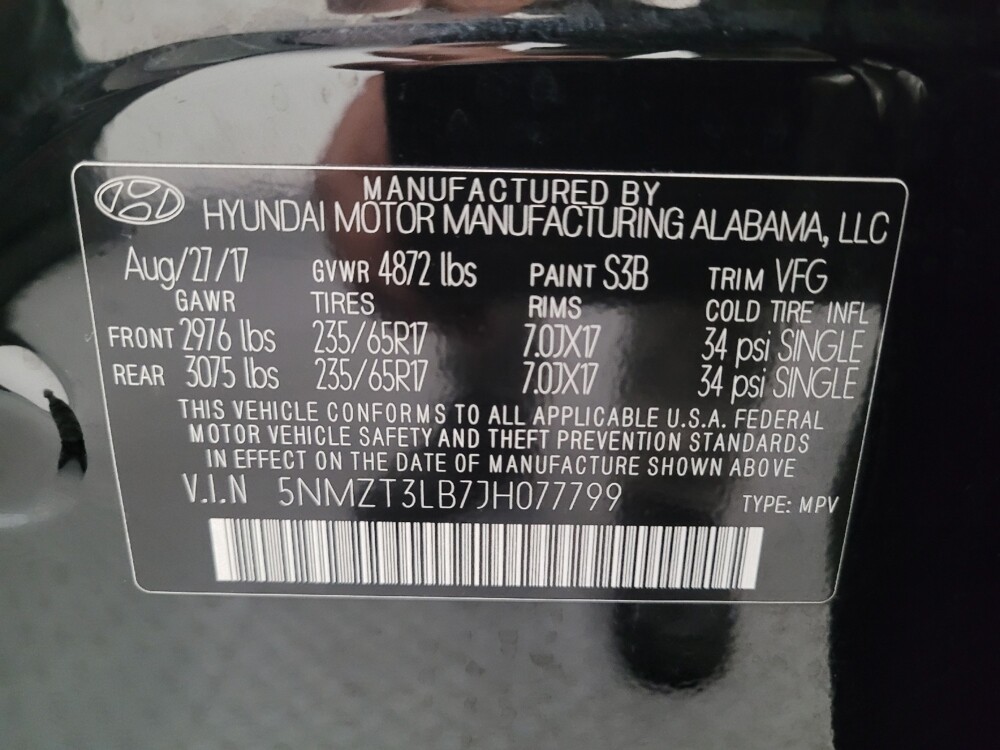 MANUFACTURED BY
HYUNDAI MOTOR MANUFACTURING ALABAMA, LLC
Aug/27/17 GVWR 4872 lbs PAINT S3B TRIM VFG
GAWR TIRES RIMS COLD TIRE INFL
FRONT 2976 lbs 235/65R17 7.0JX17 34 psi SINGLE
REAR 3075 lbs 235/65R17 7.0JX17 34 psi SINGLE
THIS VEHICLE CONFORMS TO ALL APPLICABLE U.S.A. FEDERAL
MOTOR VEHICLE SAFETY AND THEFT PREVENTION STANDARDS
IN EFFECT ON THE DATE OF MANUFACTURE SHOWN ABOVE
V.I.N 5NMZT3LB7JH077799 TYPE: MPV